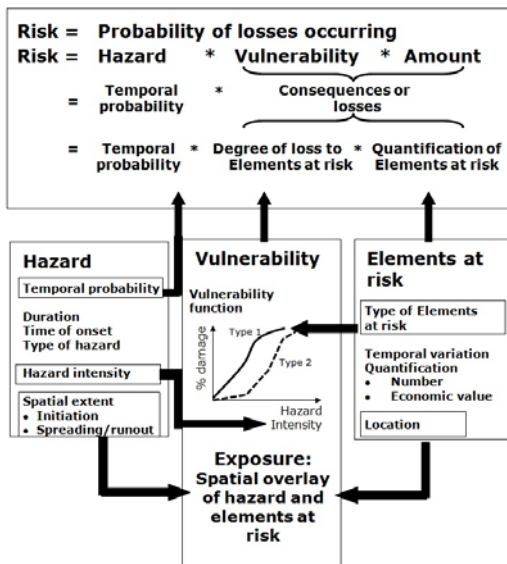 Risk = Probability of losses occurring
Risk = Hazard * Vulnerability * Amount
= Temporal probability * Consequences or losses
= Temporal probability * Degree of loss to Elements at risk * Quantification of Elements at risk
Hazard
Temporal probability
Duration
Time of onset
Type of hazard
Hazard intensity
Spatial extent
• Initiation
• Spreading/runout
Vulnerability
Vulnerability
function
Type 1
Type 2
% damage
Hazard
Intensity
Exposure:
Spatial overlay
of hazard and
elements at
risk
Elements at
risk
Type of Elements
at risk
Temporal variation
Quantification
• Number
• Economic value
Location